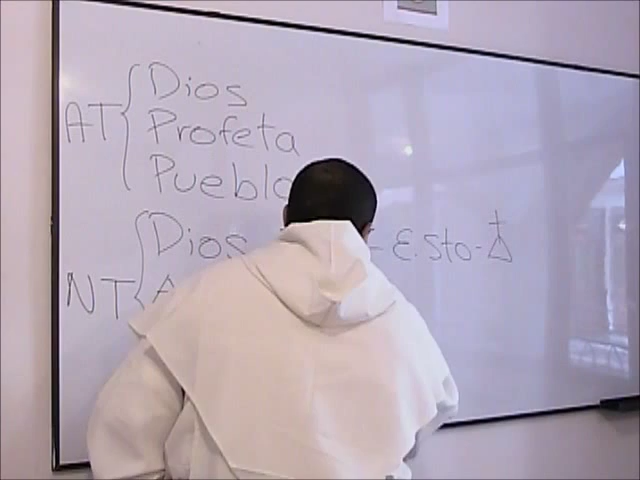 AT { Dios
Profeta
Pueblo
NT { Dios - E.Sto-
A